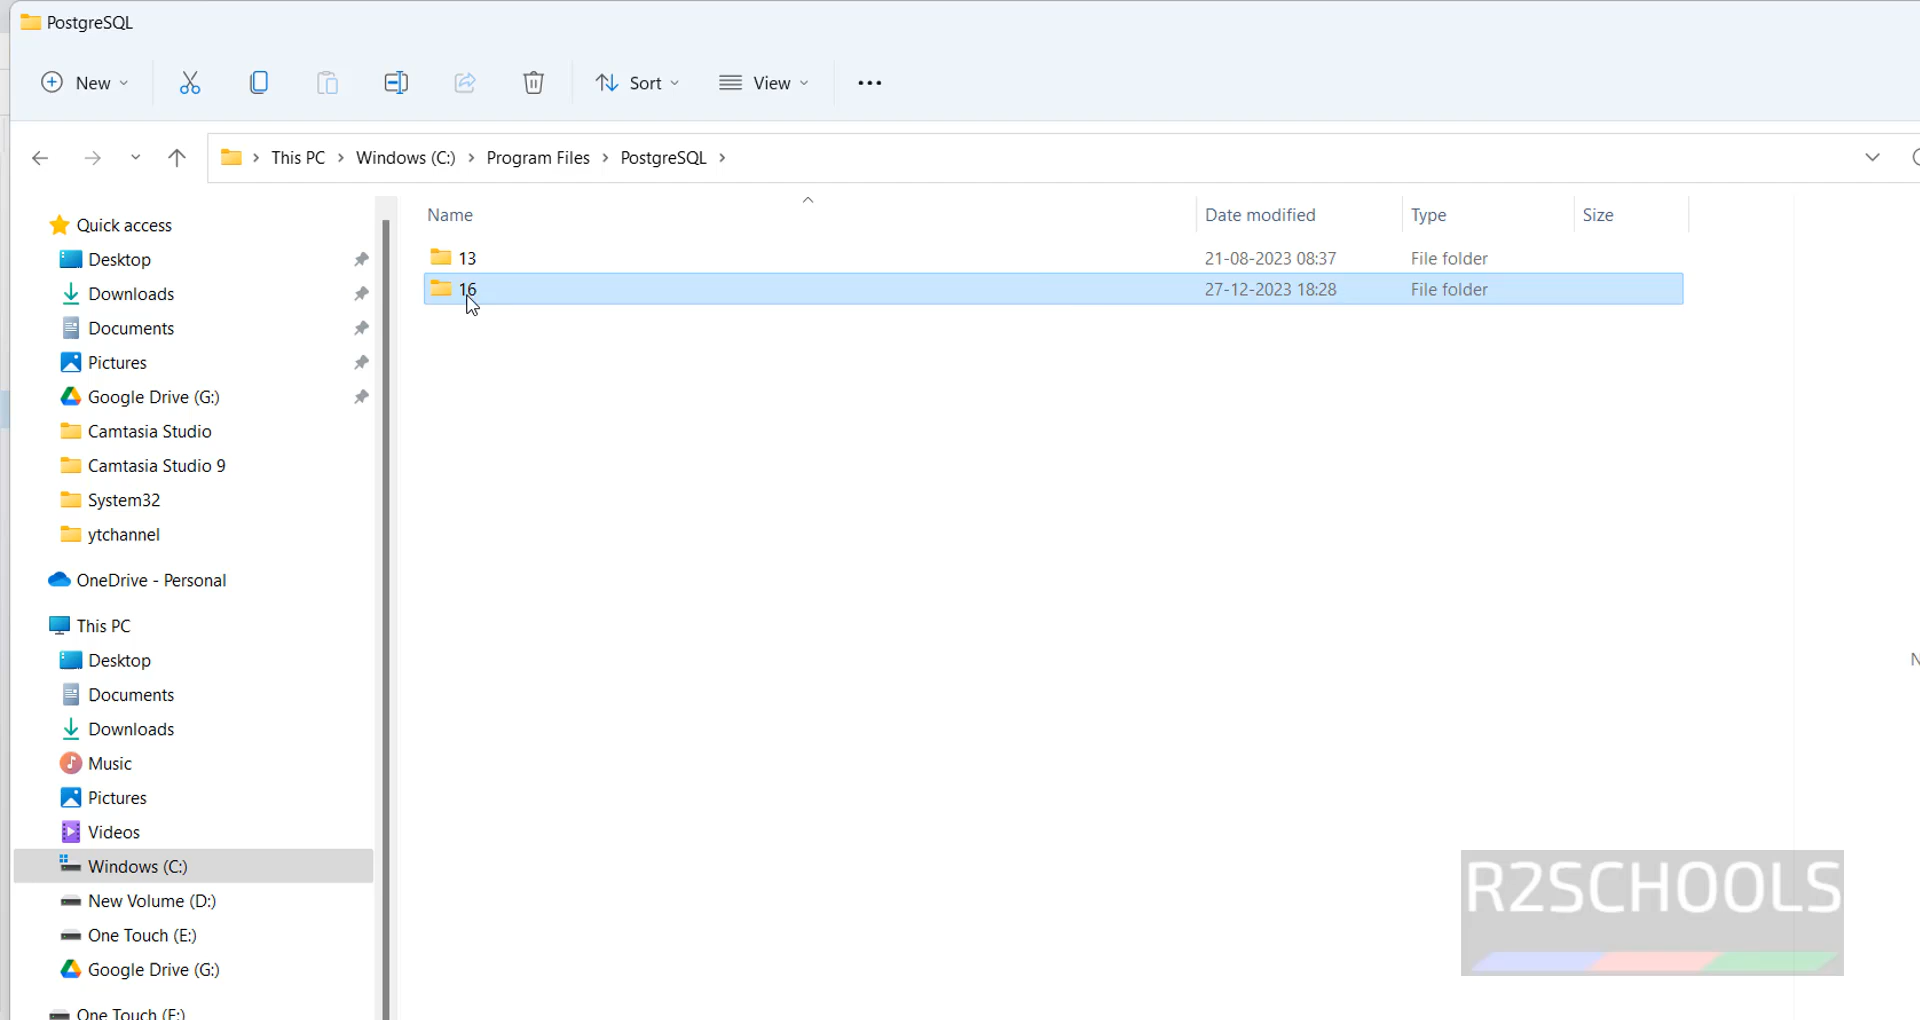 PostgreSQL
New Sort View
This PC Windows (C:) Program Files PostgreSQL
Name Date modified Type Size
13 21-08-2023 08:37 File folder
16 27-12-2023 18:28 File folder
Quick access
Desktop
Downloads
Documents
Pictures
Google Drive (G:)
Camtasia Studio
Camtasia Studio 9
System32
ytchannel
OneDrive - Personal
This PC
Desktop
Documents
Downloads
Music
Pictures
Videos
Windows (C:)
New Volume (D:)
One Touch (E:)
Google Drive (G:)
One Touch (E:)
R2SCHOOLS